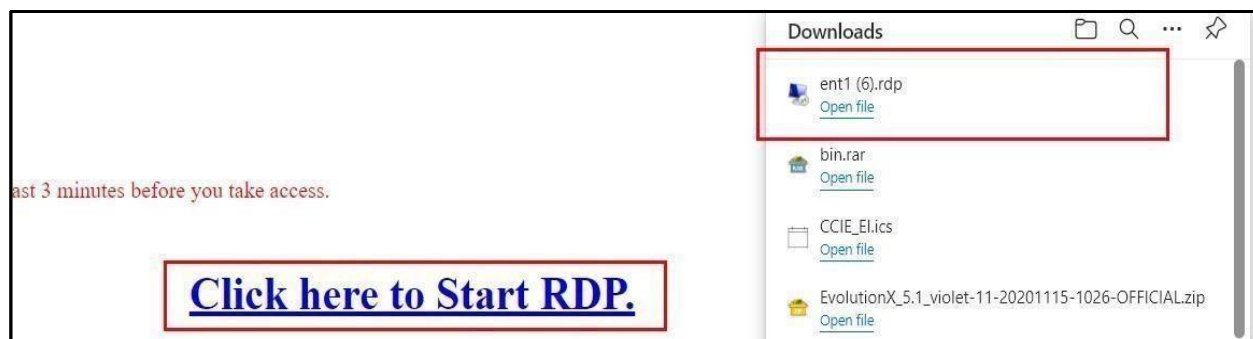 ast 3 minutes before you take access.
Click here to Start RDP.
Downloads
ent1 (6).rdp
Open file
bin.rar
Open file
CCIE_EI.ics
Open file
EvolutionX_5.1_violet-11-20201115-1026-OFFICIAL.zip
Open file